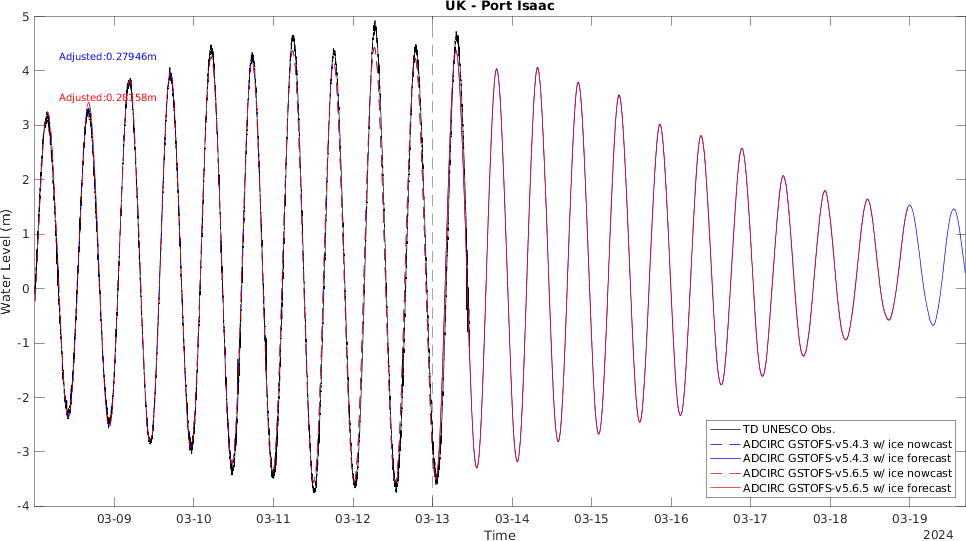 UK - Port Isaac
5
4
3
2
1
0
-1
-2
-3
-4
Water Level (m)
Adjusted:0.27946m
Adjusted:0.28158m
TD UNESCO Obs.
ADCIRC GSTOFS-v5.4.3 w/ ice nowcast
ADCIRC GSTOFS-v5.4.3 w/ ice forecast
ADCIRC GSTOFS-v5.6.5 w/ ice nowcast
ADCIRC GSTOFS-v5.6.5 w/ ice forecast
03-09 03-10 03-11 03-12 03-13 03-14 03-15 03-16 03-17 03-18 03-19
Time
2024